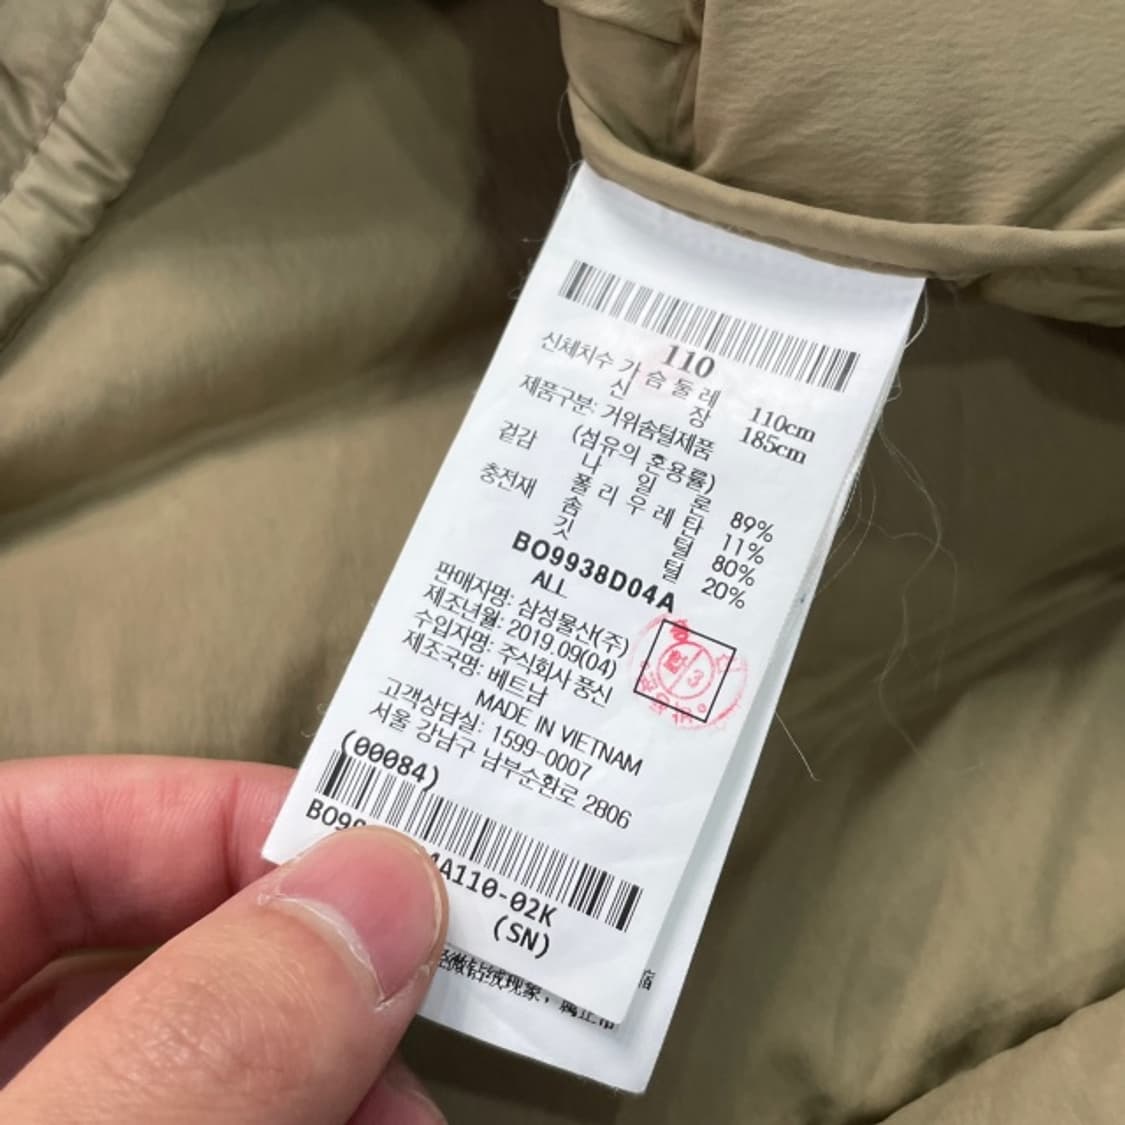 110
신체치수 가슴둘레 110cm
신장 185cm
제품구분: 거위솜털제품
(섬유의 혼용률)
겉감 나일론 89%
폴리우레탄 11%
충전재 솜털 80%
깃털 20%
BO9938D04A
ALL
판매자명: 삼성물산(주)
제조년월: 2019.09(04)
수입자명: 주식회사 풍신
제조국명: 베트남
MADE IN VIETNAM
고객상담실: 1599-0007
서울 강남구 남부순환로 2806
(00084)
A110-02K
(SN)